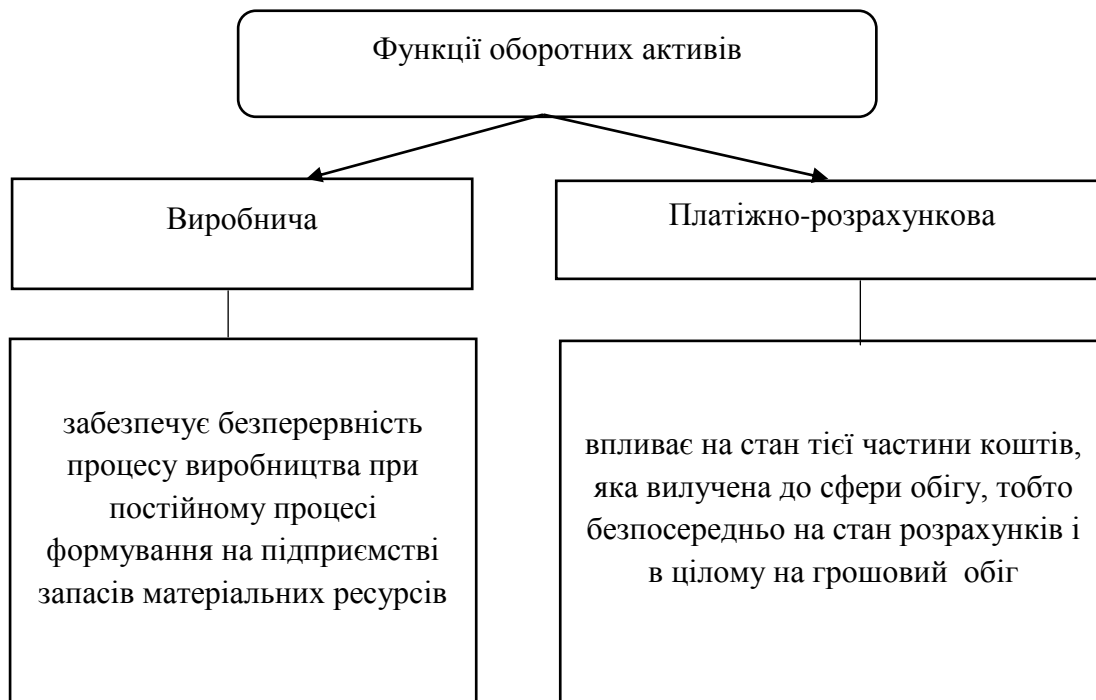 Функції оборотних активів
Виробнича
Платіжно-розрахункова
забезпечує безперервність
процесу виробництва при
постійному процесі
формування на підприємстві
запасів матеріальних ресурсів
впливає на стан тієї частини коштів,
яка вилучена до сфери обігу, тобто
безпосередньо на стан розрахунків і
в цілому на грошовий обіг